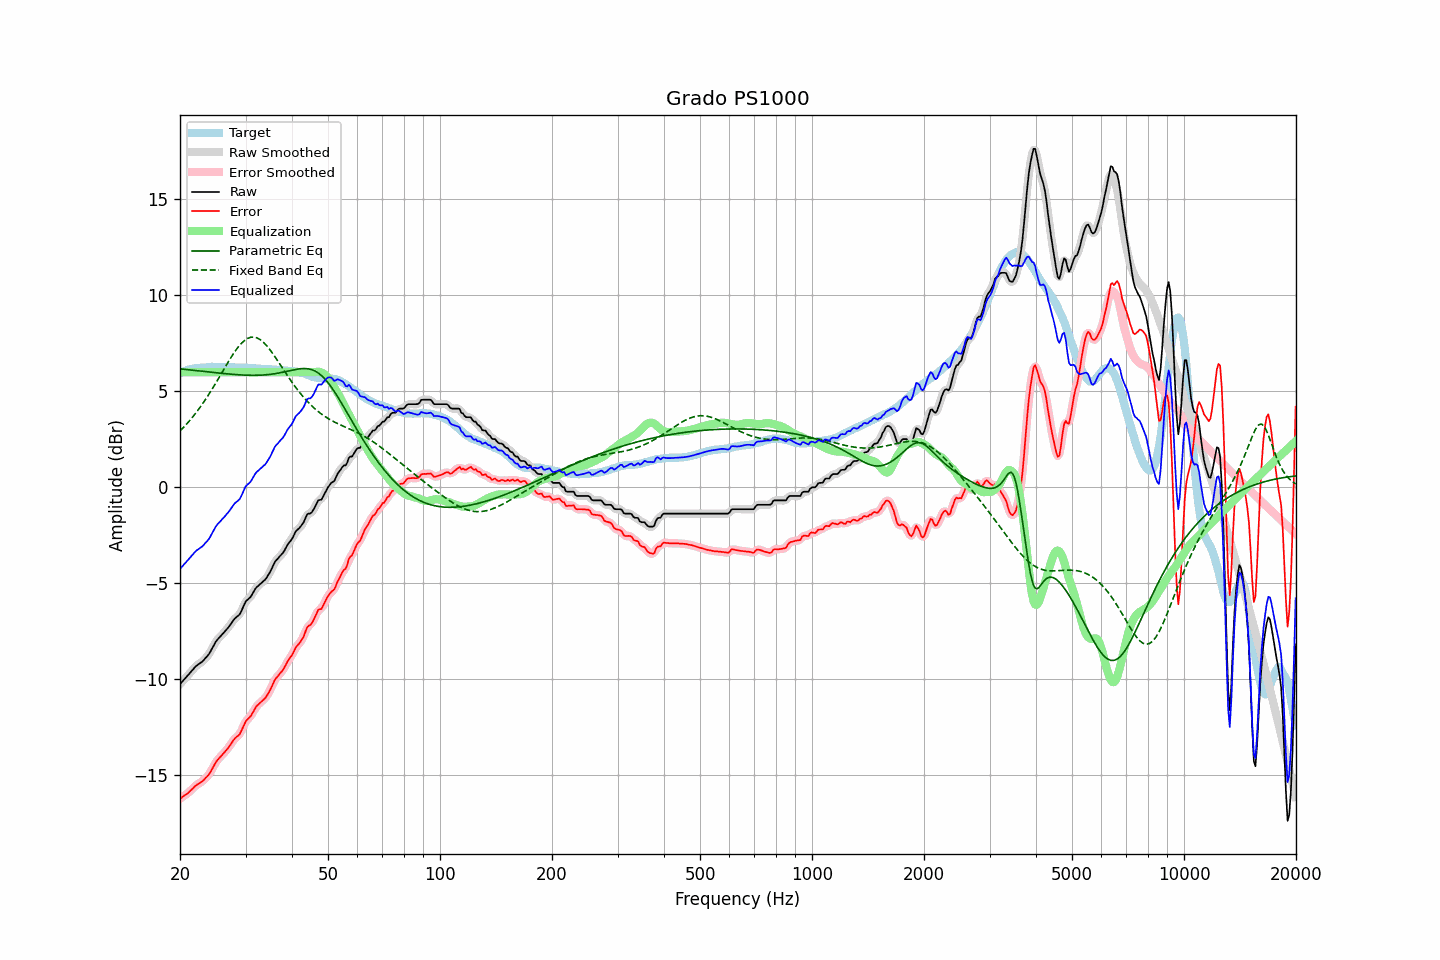 Grado PS1000
Target
Raw Smoothed
Error Smoothed
Raw
Error
Equalization
Parametric Eq
Fixed Band Eq
Equalized
Amplitude (dBr)
15
10
5
0
−5
−10
−15
20
50
100
200
500
1000
2000
5000
10000
20000
Frequency (Hz)